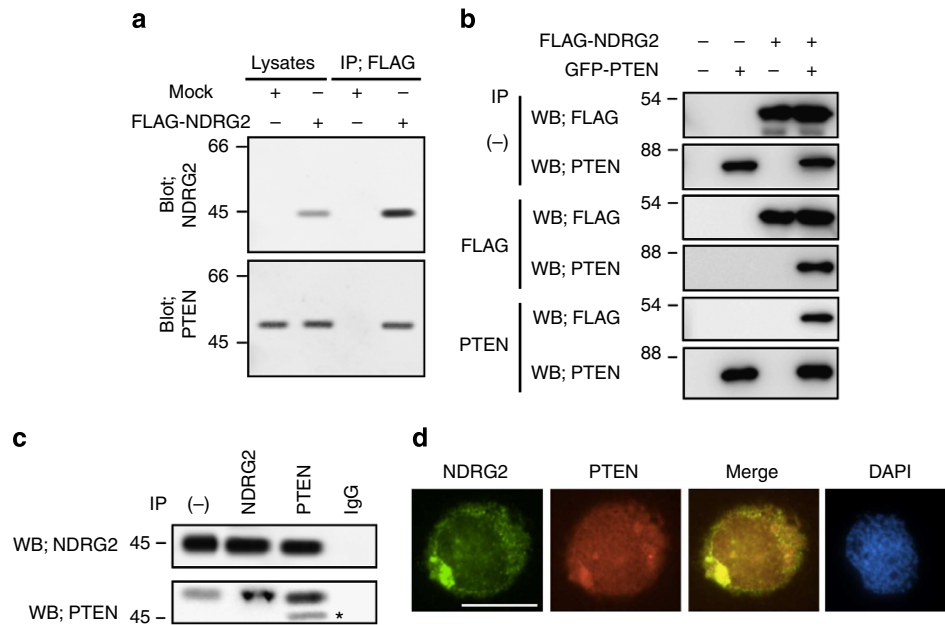 a
Lysates IP; FLAG
Mock + – + –
FLAG-NDRG2 – + – +
Blot; NDRG2
66
45
Blot; PTEN
66
45
b
FLAG-NDRG2 – – + +
GFP-PTEN – + – +
IP
(–)
WB; FLAG 54
WB; PTEN 88
FLAG
WB; FLAG 54
WB; PTEN 88
PTEN
WB; FLAG 54
WB; PTEN 88
c
IP (–) NDRG2 PTEN IgG
WB; NDRG2 45
WB; PTEN 45 *
d
NDRG2 PTEN Merge DAPI